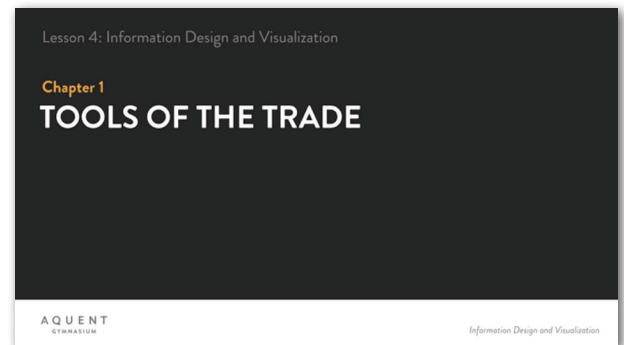 Lesson 4: Information Design and Visualization
Chapter 1
TOOLS OF THE TRADE
AQUENT
GYMNASIUM
Information Design and Visualization